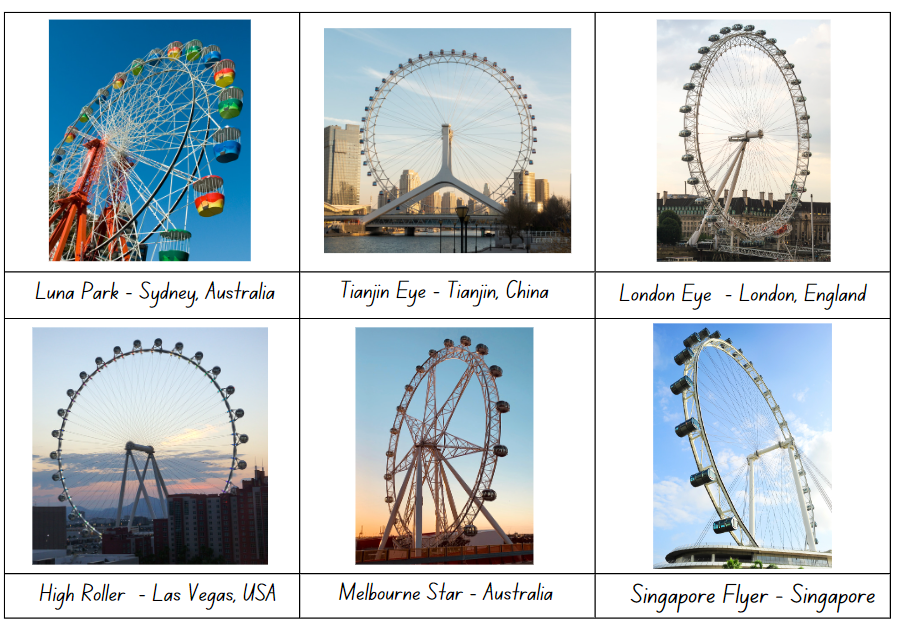 Luna Park - Sydney, Australia
Tianjin Eye - Tianjin, China
London Eye - London, England
High Roller - Las Vegas, USA
Melbourne Star - Australia
Singapore Flyer - Singapore